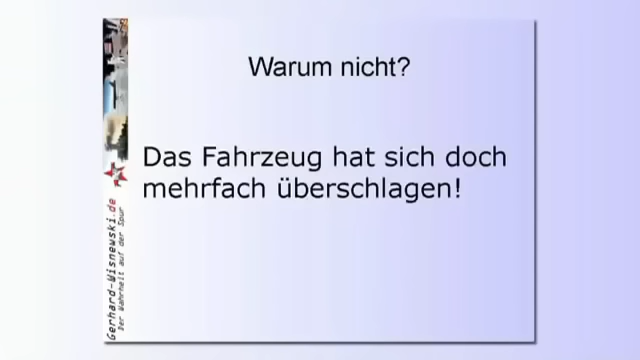 Warum nicht?
Das Fahrzeug hat sich doch
mehrfach überschlagen!
Gerhard-Wisnewski.de
Der Wahrheit auf der Spur